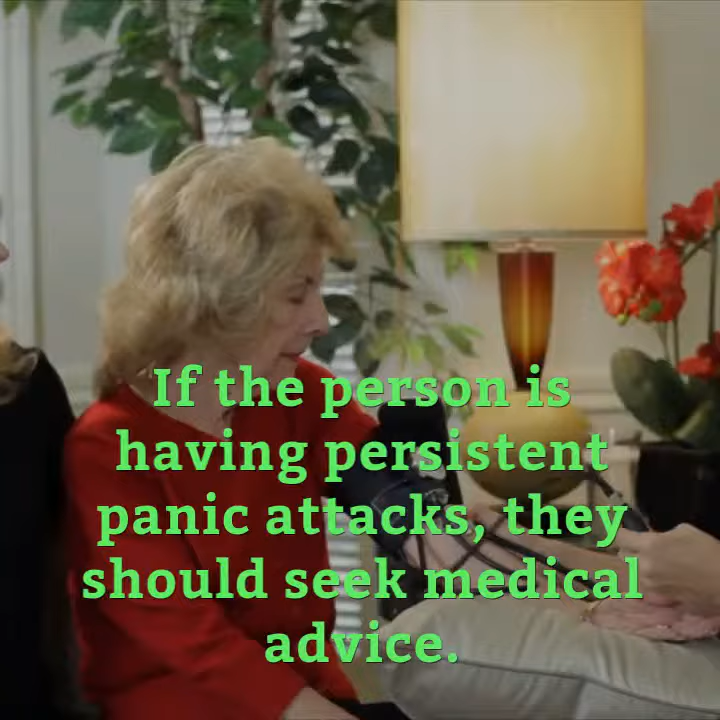 If the person is
having persistent
panic attacks, they
should seek medical
advice.